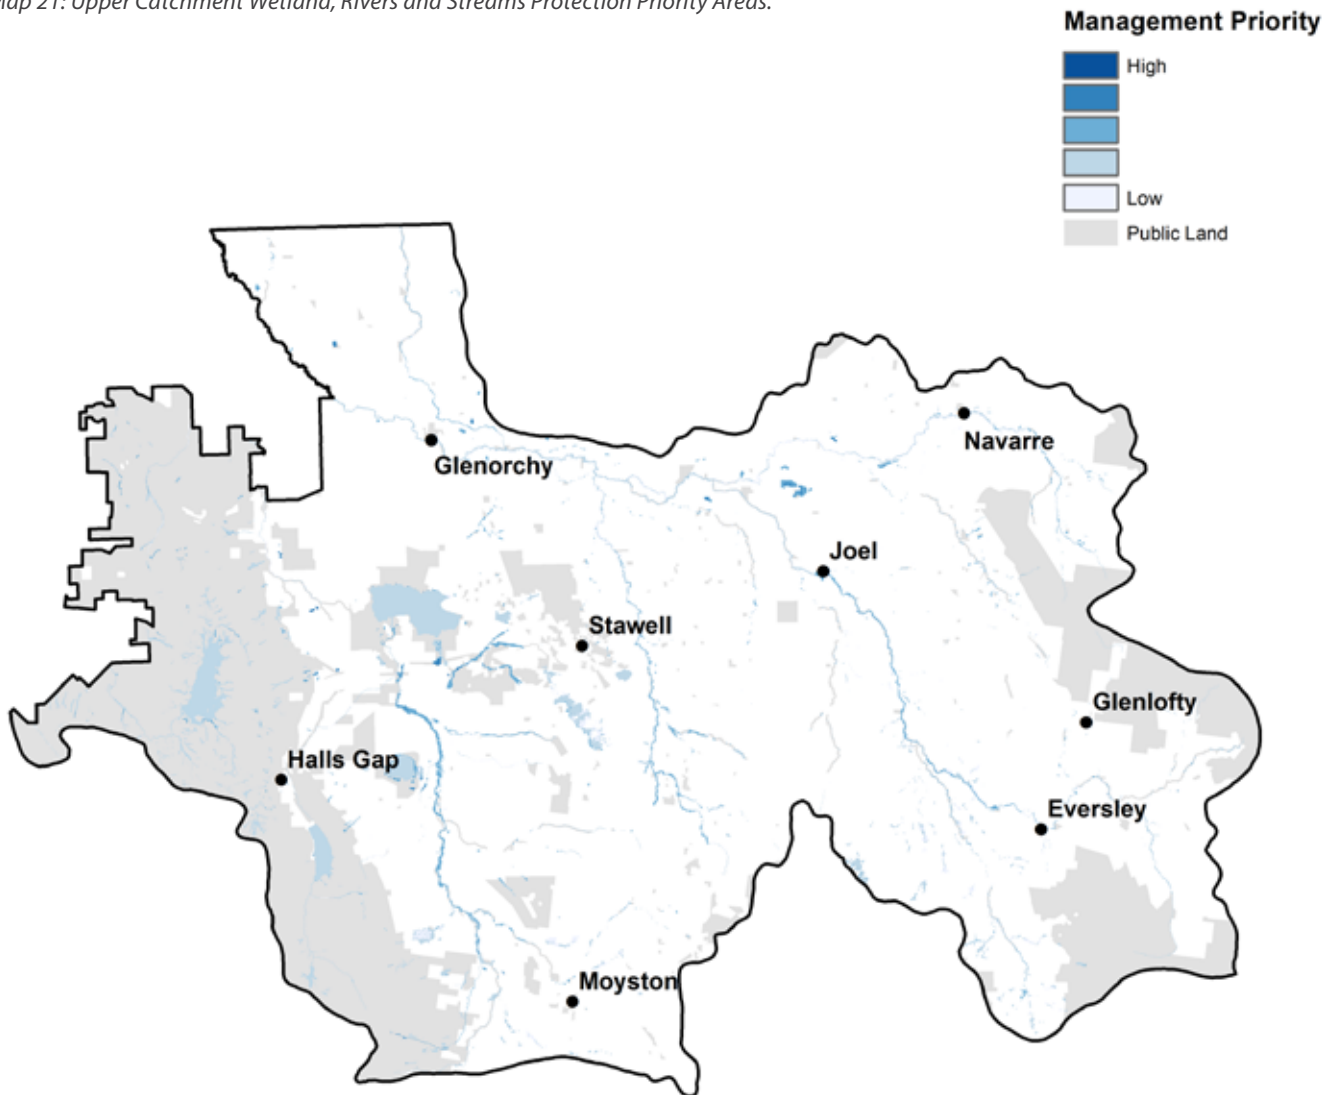 Map 21: Upper Catchment Wetland, Rivers and Streams Protection Priority Areas.
Management Priority
High
Low
Public Land
Navarre
Glenorchy
Joel
Stawell
Glenlofty
Halls Gap
Eversley
Moyston